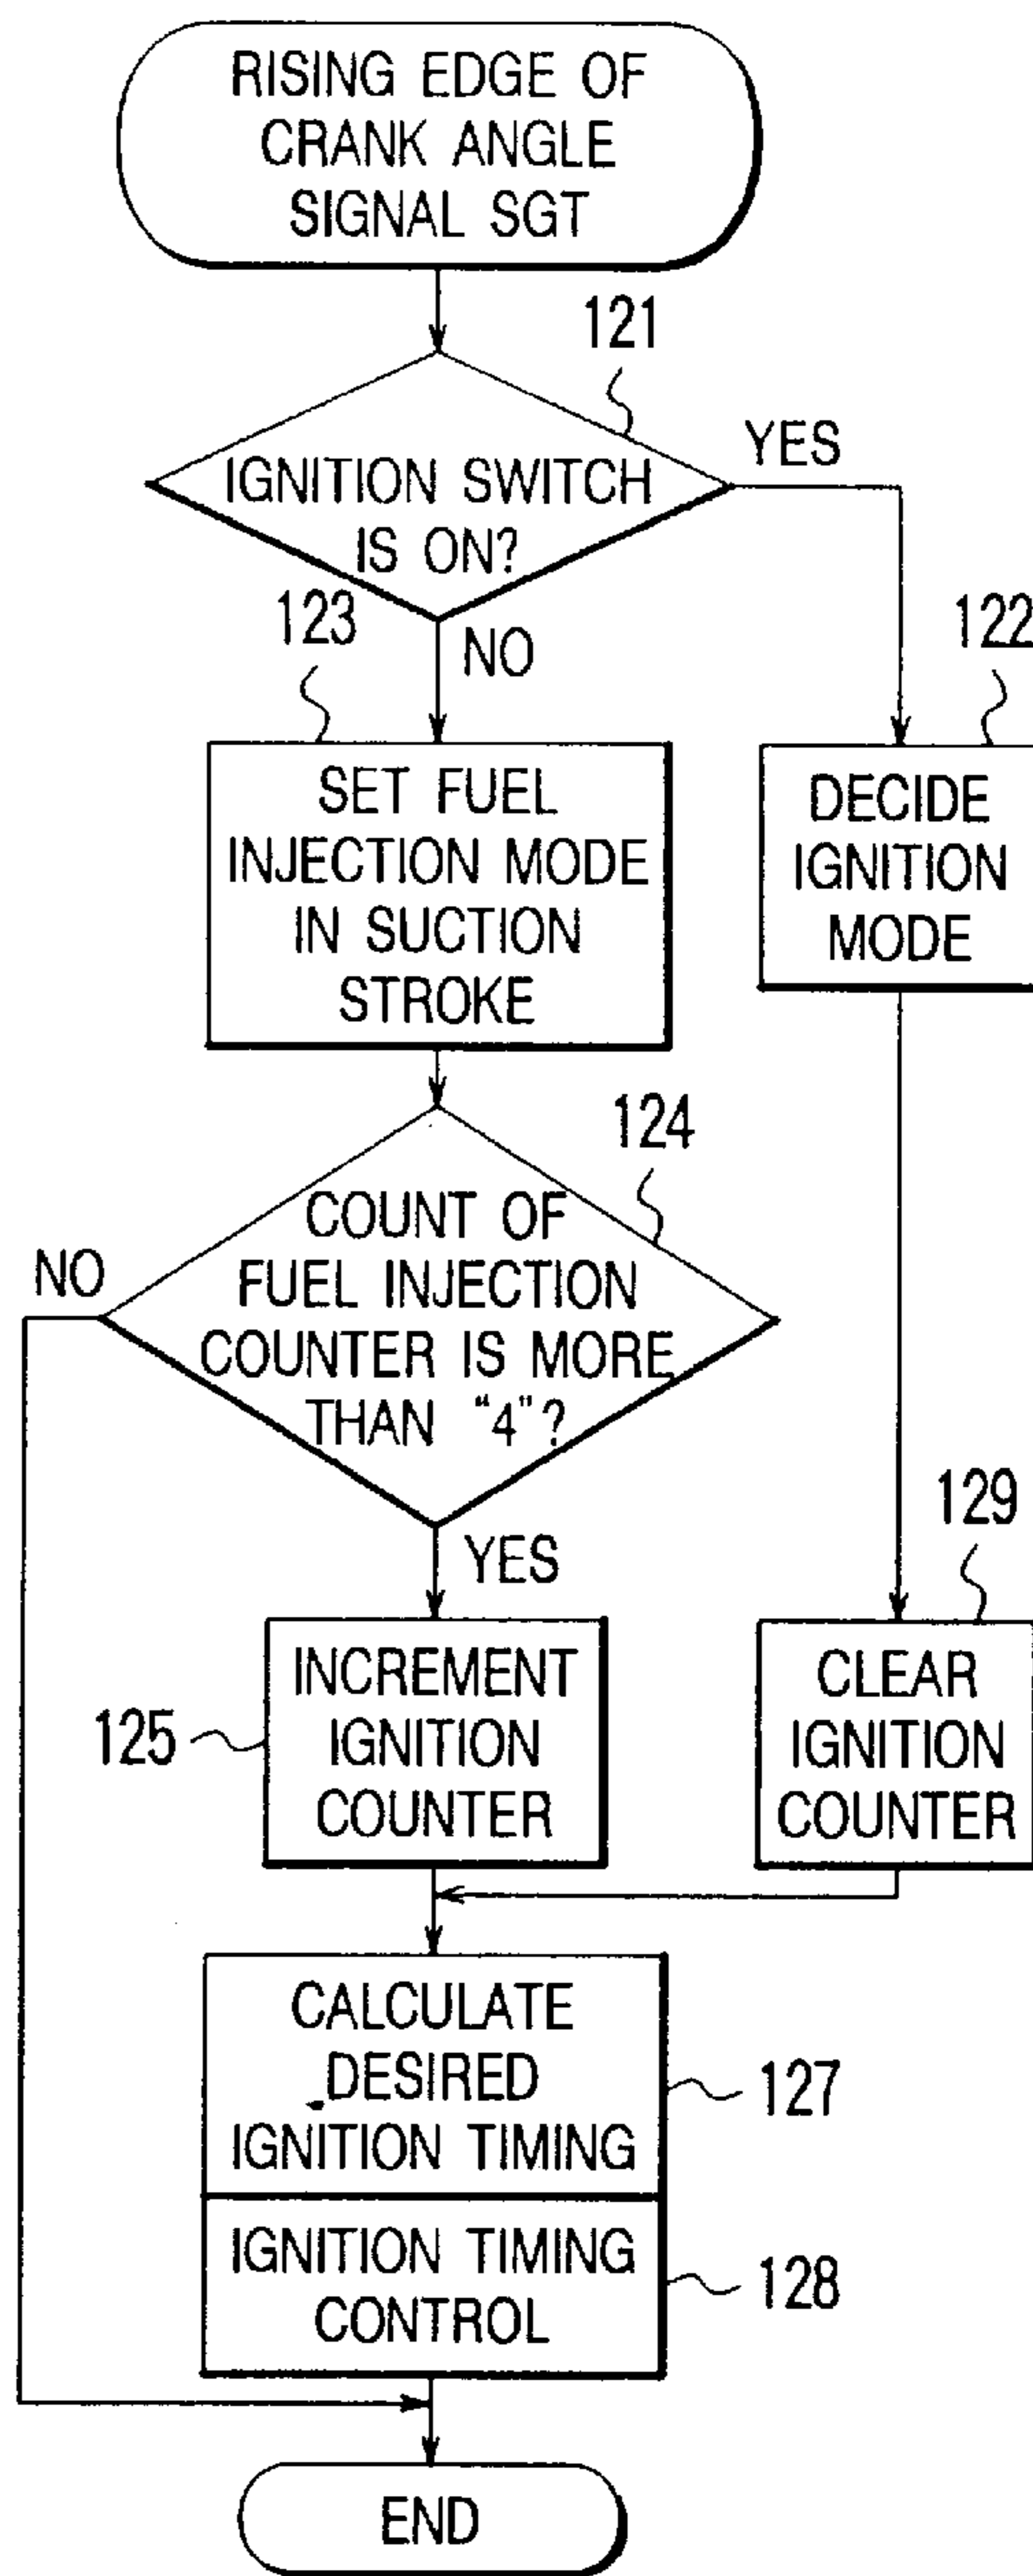 RISING EDGE OF
CRANK ANGLE
SIGNAL SGT
121
IGNITION SWITCH
IS ON?
YES
NO
123
122
SET FUEL
INJECTION MODE
IN SUCTION
STROKE
DECIDE
IGNITION
MODE
124
COUNT OF
FUEL INJECTION
COUNTER IS MORE
THAN "4"?
NO
YES
129
125
INCREMENT
IGNITION
COUNTER
CLEAR
IGNITION
COUNTER
CALCULATE
DESIRED
IGNITION TIMING
127
IGNITION TIMING
CONTROL
128
END